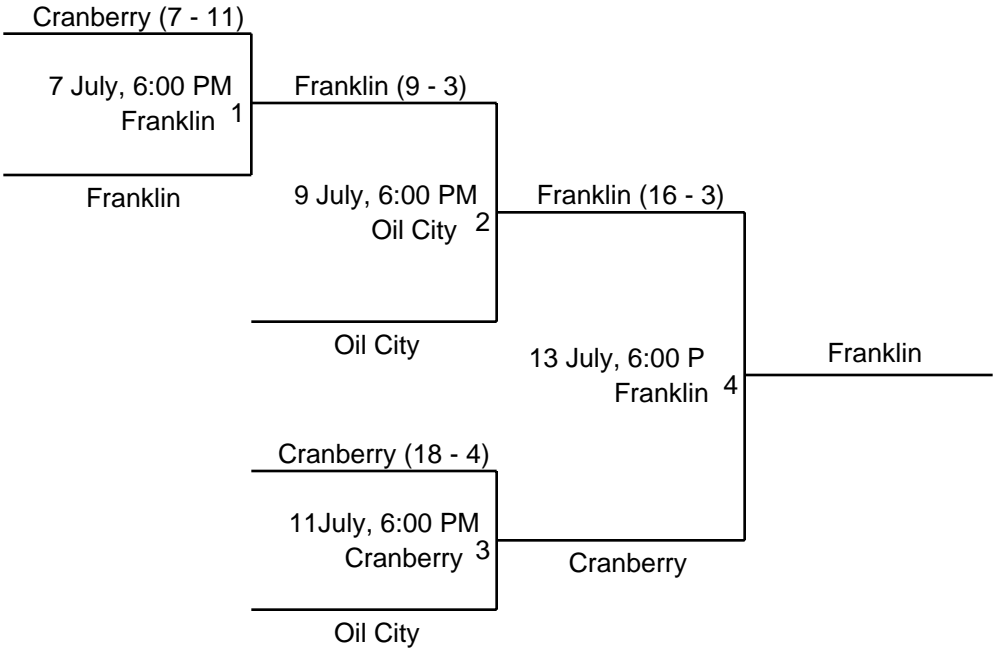 Cranberry (7 - 11)
7 July, 6:00 PM
Franklin 1
Franklin
Franklin (9 - 3)
9 July, 6:00 PM
Oil City 2
Oil City
Franklin (16 - 3)
13 July, 6:00 P
Franklin 4
Franklin
Cranberry (18 - 4)
11July, 6:00 PM
Cranberry 3
Oil City
Cranberry